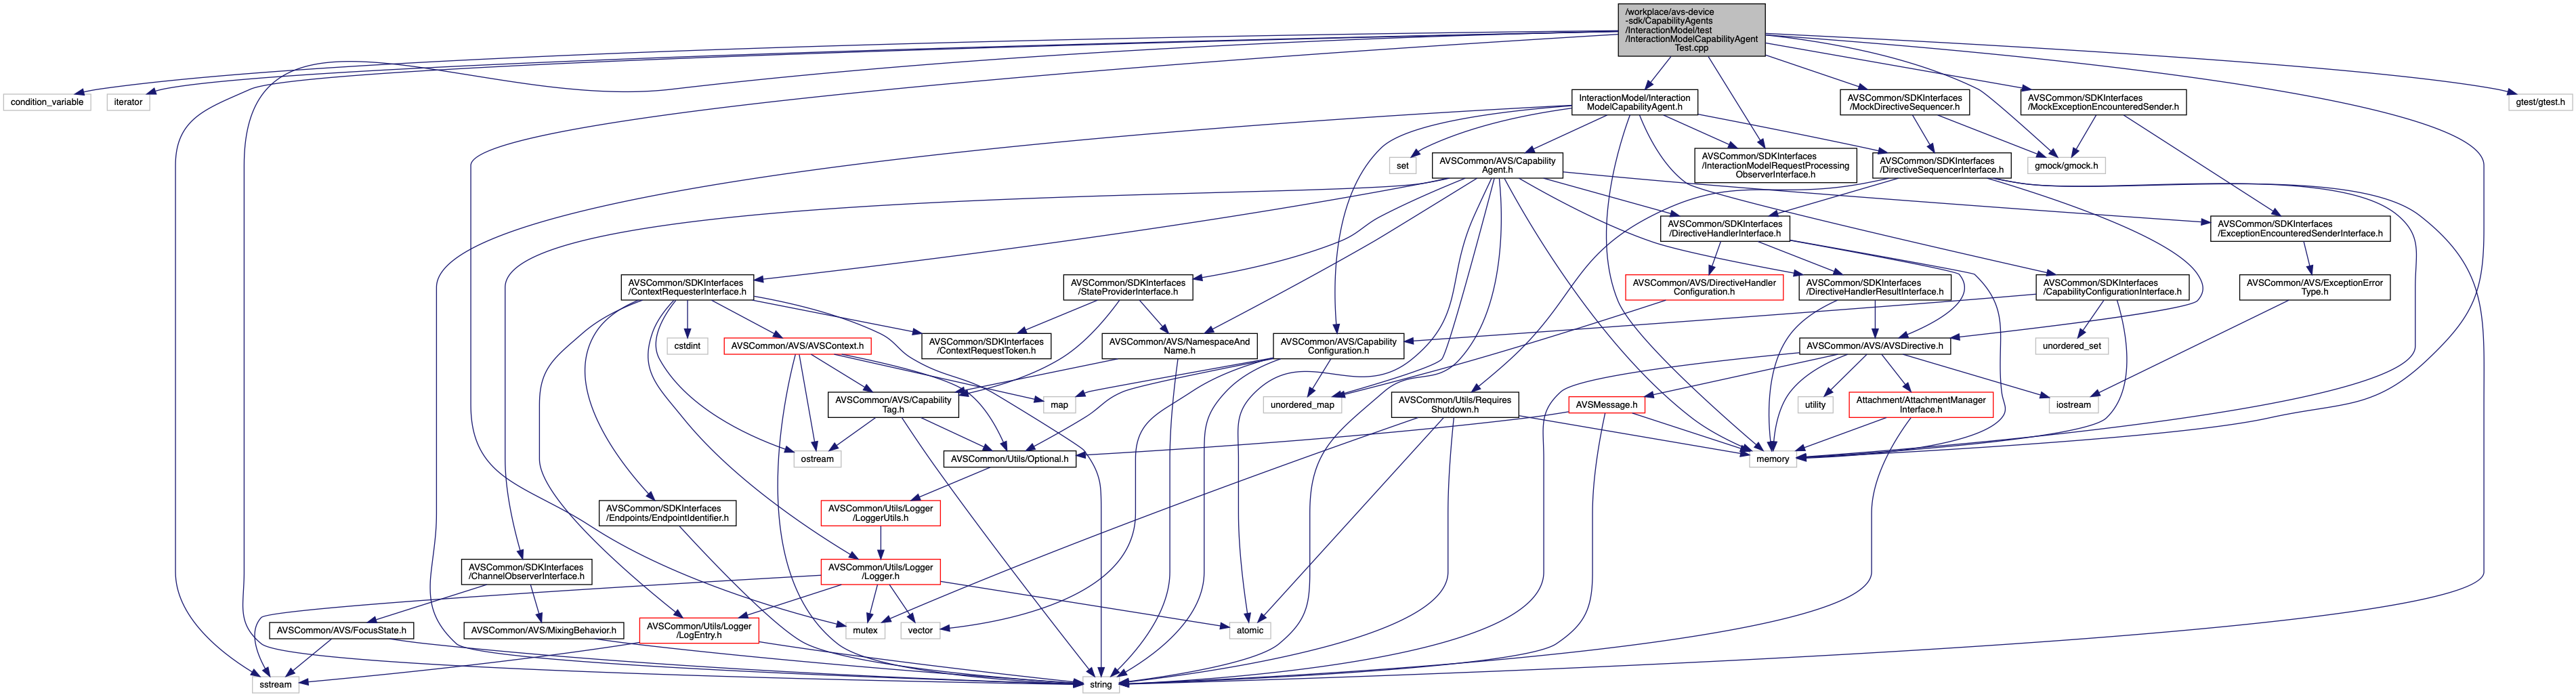 /workplace/avs-device
-sdk/CapabilityAgents
/InteractionModel/test
/InteractionModelCapabilityAgent
Test.cpp
condition_variable
iterator
InteractionModel/Interaction
ModelCapabilityAgent.h
AVSCommon/SDKInterfaces
/MockDirectiveSequencer.h
AVSCommon/SDKInterfaces
/MockExceptionEncounteredSender.h
gtest/gtest.h
set
AVSCommon/AVS/Capability
Agent.h
AVSCommon/SDKInterfaces
/InteractionModelRequestProcessing
ObserverInterface.h
AVSCommon/SDKInterfaces
/DirectiveSequencerInterface.h
gmock/gmock.h
AVSCommon/SDKInterfaces
/DirectiveHandlerInterface.h
AVSCommon/SDKInterfaces
/ExceptionEncounteredSenderInterface.h
AVSCommon/SDKInterfaces
/ContextRequesterInterface.h
AVSCommon/SDKInterfaces
/StateProviderInterface.h
AVSCommon/AVS/DirectiveHandler
Configuration.h
AVSCommon/SDKInterfaces
/DirectiveHandlerResultInterface.h
AVSCommon/SDKInterfaces
/CapabilityConfigurationInterface.h
AVSCommon/AVS/ExceptionError
Type.h
cstdint
AVSCommon/AVS/AVSContext.h
AVSCommon/SDKInterfaces
/ContextRequestToken.h
AVSCommon/AVS/NamespaceAnd
Name.h
AVSCommon/AVS/Capability
Configuration.h
AVSCommon/AVS/AVSDirective.h
unordered_set
AVSCommon/AVS/Capability
Tag.h
map
unordered_map
AVSCommon/Utils/Requires
Shutdown.h
AVSMessage.h
utility
Attachment/AttachmentManager
Interface.h
iostream
ostream
AVSCommon/Utils/Optional.h
memory
AVSCommon/SDKInterfaces
/Endpoints/EndpointIdentifier.h
AVSCommon/Utils/Logger
/LoggerUtils.h
AVSCommon/SDKInterfaces
/ChannelObserverInterface.h
AVSCommon/Utils/Logger
/Logger.h
AVSCommon/AVS/FocusState.h
AVSCommon/AVS/MixingBehavior.h
AVSCommon/Utils/Logger
/LogEntry.h
mutex
vector
atomic
sstream
string